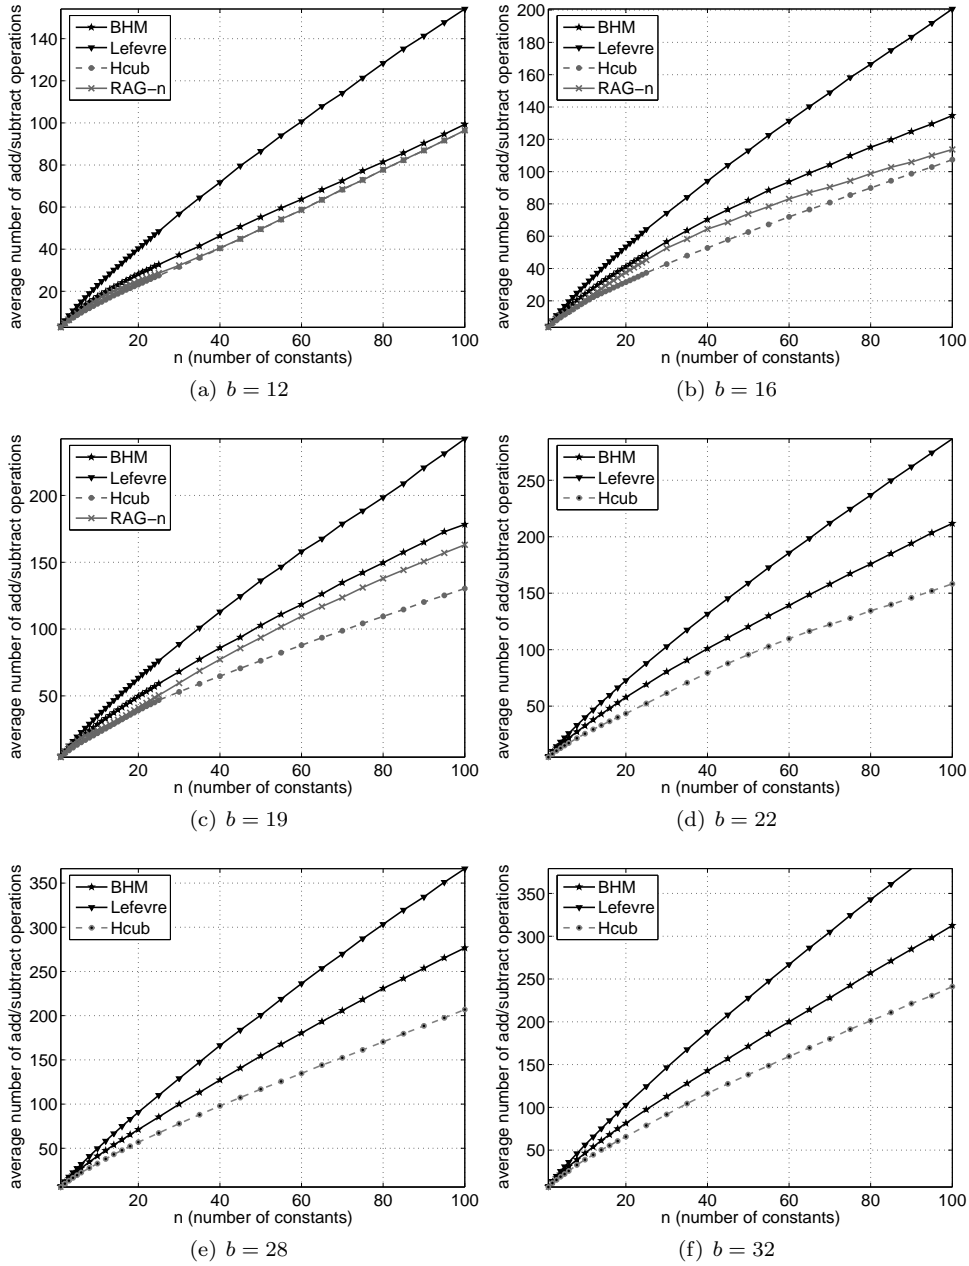 average number of add/subtract operations
140
120
100
80
60
40
20
BHM
Lefevre
Hcub
RAG−n
20 40 60 80 100
n (number of constants)
(a) b = 12
average number of add/subtract operations
200
180
160
140
120
100
80
60
40
20
BHM
Lefevre
Hcub
RAG−n
20 40 60 80 100
n (number of constants)
(b) b = 16
average number of add/subtract operations
200
150
100
50
BHM
Lefevre
Hcub
RAG−n
20 40 60 80 100
n (number of constants)
(c) b = 19
average number of add/subtract operations
250
200
150
100
50
BHM
Lefevre
Hcub
20 40 60 80 100
n (number of constants)
(d) b = 22
average number of add/subtract operations
350
300
250
200
150
100
50
BHM
Lefevre
Hcub
20 40 60 80 100
n (number of constants)
(e) b = 28
average number of add/subtract operations
350
300
250
200
150
100
50
BHM
Lefevre
Hcub
20 40 60 80 100
n (number of constants)
(f) b = 32